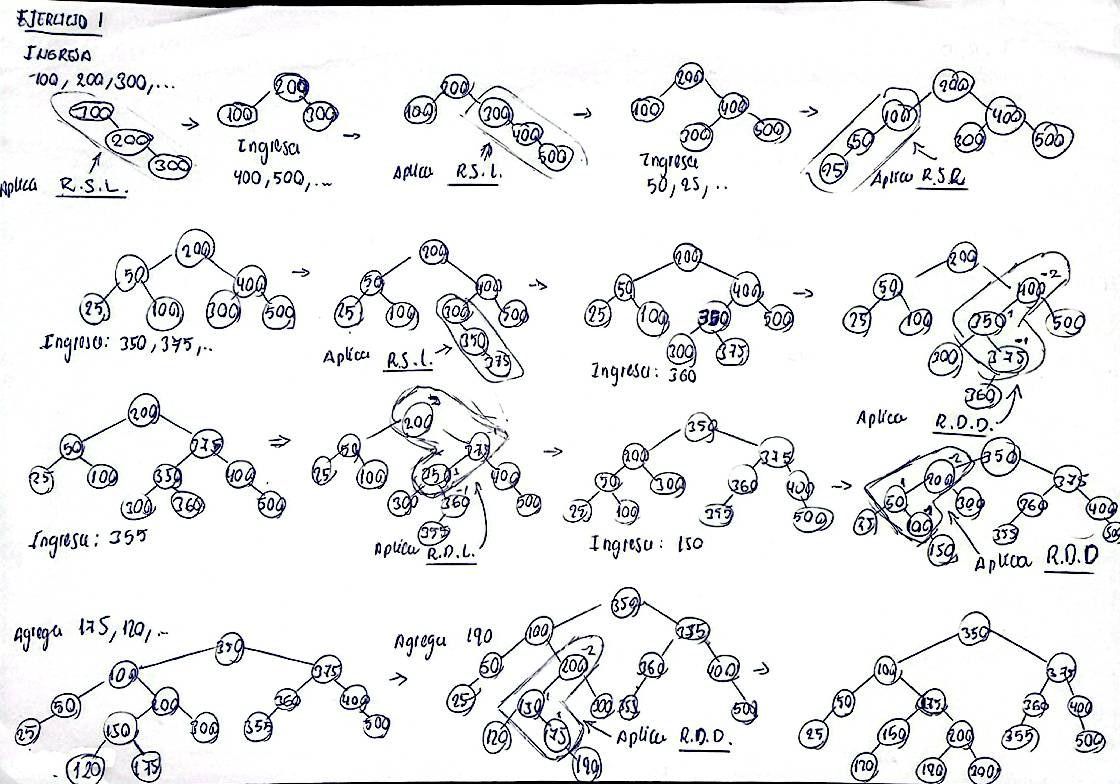 EJERCICIO 1
INGRESA
100, 200, 300, ...
100
200
300
Aplica R.S.L.
200
100 300
Ingresa
400, 500, ...
200
100 300
400
500
Aplica R.S.L.
200
100 400
300 500
Ingresa
50, 25, ..
200
100 400
50 300 500
25
Aplica R.S.R
200
50 400
25 100 300 500
Ingresa: 350, 375, ..
200
50 400
25 100 300 500
350
375
Aplica R.S.L.
200
50 400
25 100 350 500
300 375
Ingresa: 360
200
50 400 -2
25 100 350 1 500
300 375 -1
360
Aplica R.D.D.
200
50 375
25 100 350 400
300 360 500
Ingresa: 355
200
50 375
25 100 350 1 400
300 360 -1 500
355
Aplica R.D.L.
350
200 375
50 300 360 400
25 100 355 500
Ingresa: 150
350
200 -2 375
50 1 300 360 400
25 100 1 355 500
150
Aplica R.D.D
Agrega 175, 120, ..
350
100 375
50 200 360 400
25 150 300 355 500
120 175
Agrega 190
350
100 375
50 200 -2 360 400
25 150 1 300 355 500
120 175 1
190
Aplica R.D.D.
350
100 375
50 175 360 400
25 150 200 355 500
120 190 300